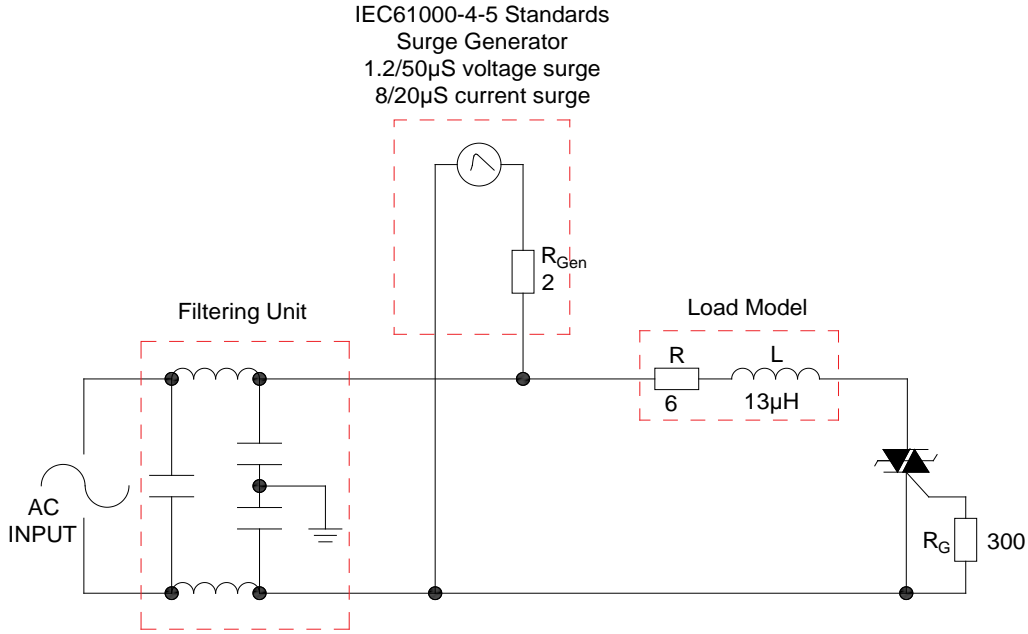 IEC61000-4-5 Standards
Surge Generator
1.2/50µS voltage surge
8/20µS current surge
RGen
2
Filtering Unit
Load Model
R
L
6
13µH
AC
INPUT
RG
300